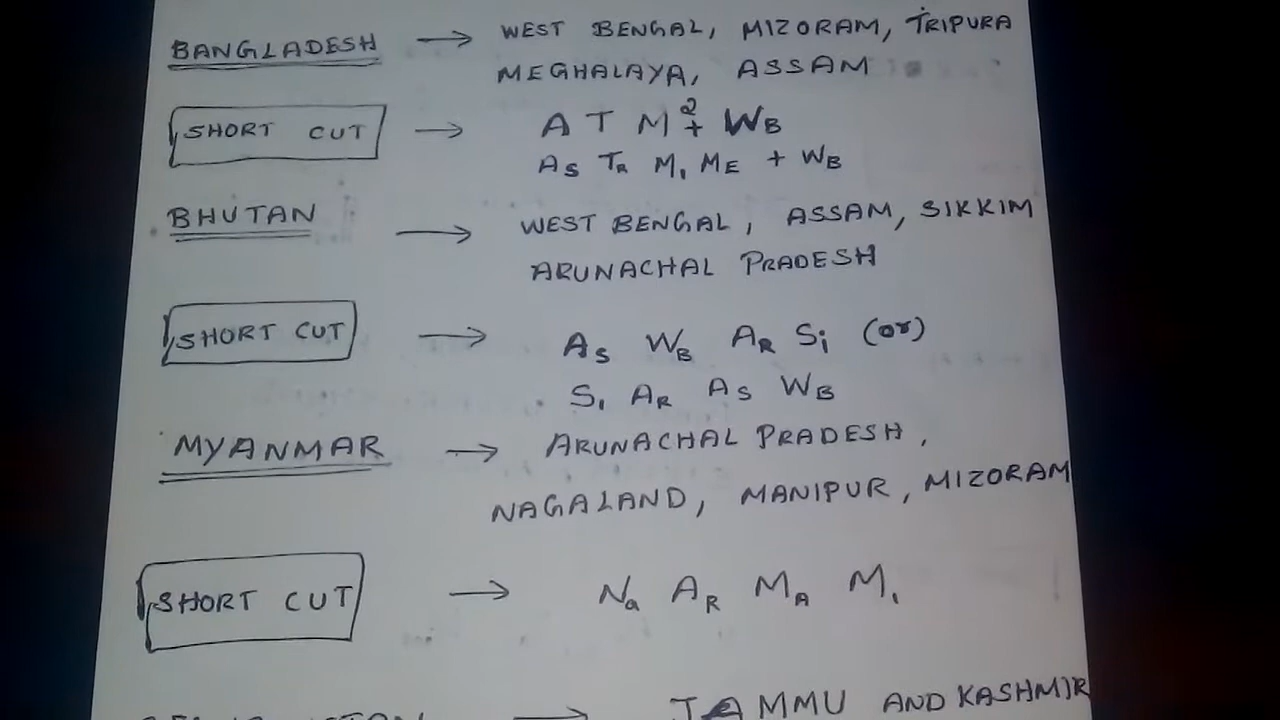 BANGLADESH → WEST BENGAL, MIZORAM, TRIPURA
MEGHALAYA, ASSAM
SHORT CUT → A T M² + WB
AS TR MI ME + WB
BHUTAN → WEST BENGAL, ASSAM, SIKKIM
ARUNACHAL PRADESH
SHORT CUT → AS WB AR Si (or)
SI AR AS WB
MYANMAR → ARUNACHAL PRADESH,
NAGALAND, MANIPUR, MIZORAM
SHORT CUT → Na AR MA MI
→ JAMMU AND KASHMIR